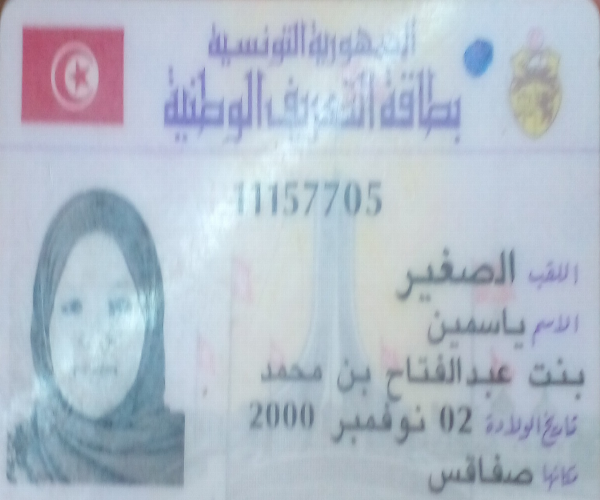 الجمهورية التونسية
بطاقة التعريف الوطنية
11157705
اللقب الصغير
الاسم ياسمين
بنت عبدالفتاح بن محمد
تاريخ الولادة 02 نوفمبر 2000
مكانها صفاقس